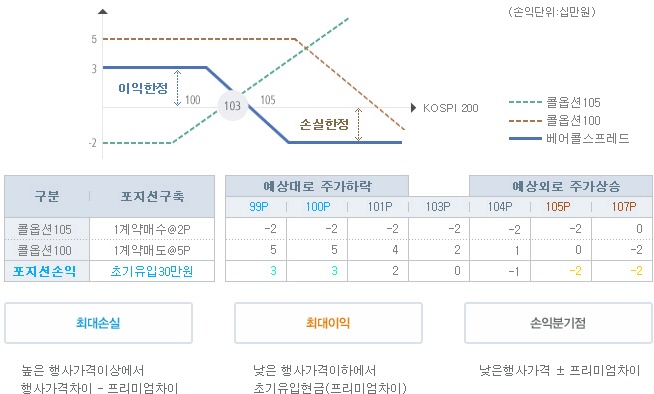 (손익단위:십만원)
5
3
-2
이익한정
100
103
105
손실한정
KOSPI 200
콜옵션105
콜옵션100
베어콜스프레드
구분 포지션구축 예상대로 주가하락 예상외로 주가상승
99P 100P 101P 103P 104P 105P 107P
콜옵션105 1계약매수@2P -2 -2 -2 -2 -2 -2 0
콜옵션100 1계약매도@5P 5 5 4 2 1 0 -2
포지션손익 초기유입30만원 3 3 2 0 -1 -2 -2
최대손실 최대이익 손익분기점
높은 행사가격이상에서
행사가격차이 - 프리미엄차이
낮은 행사가격이하에서
초기유입현금(프리미엄차이)
낮은행사가격 ± 프리미엄차이